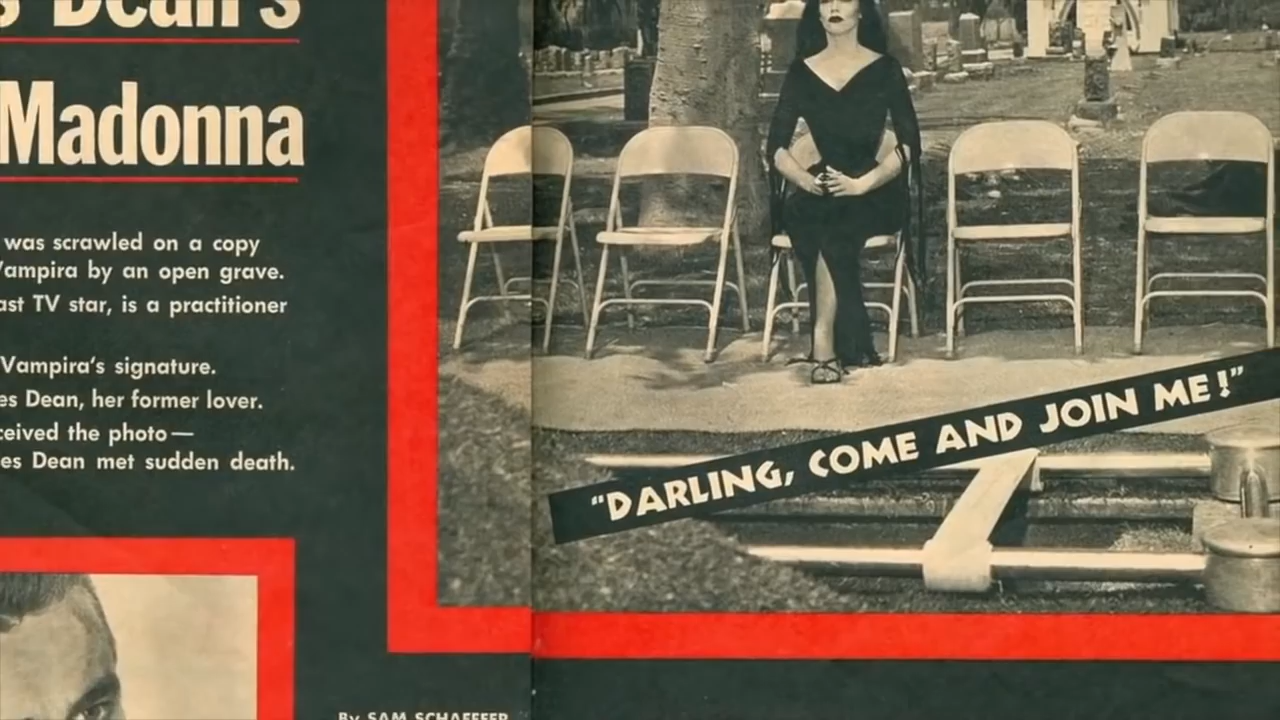 s Dean's
Madonna
was scrawled on a copy
Vampira by an open grave.
ast TV star, is a practitioner
Vampira's signature.
es Dean, her former lover.
ceived the photo—
es Dean met sudden death.
"DARLING, COME AND JOIN ME!"
By SAM SCHAEFFER